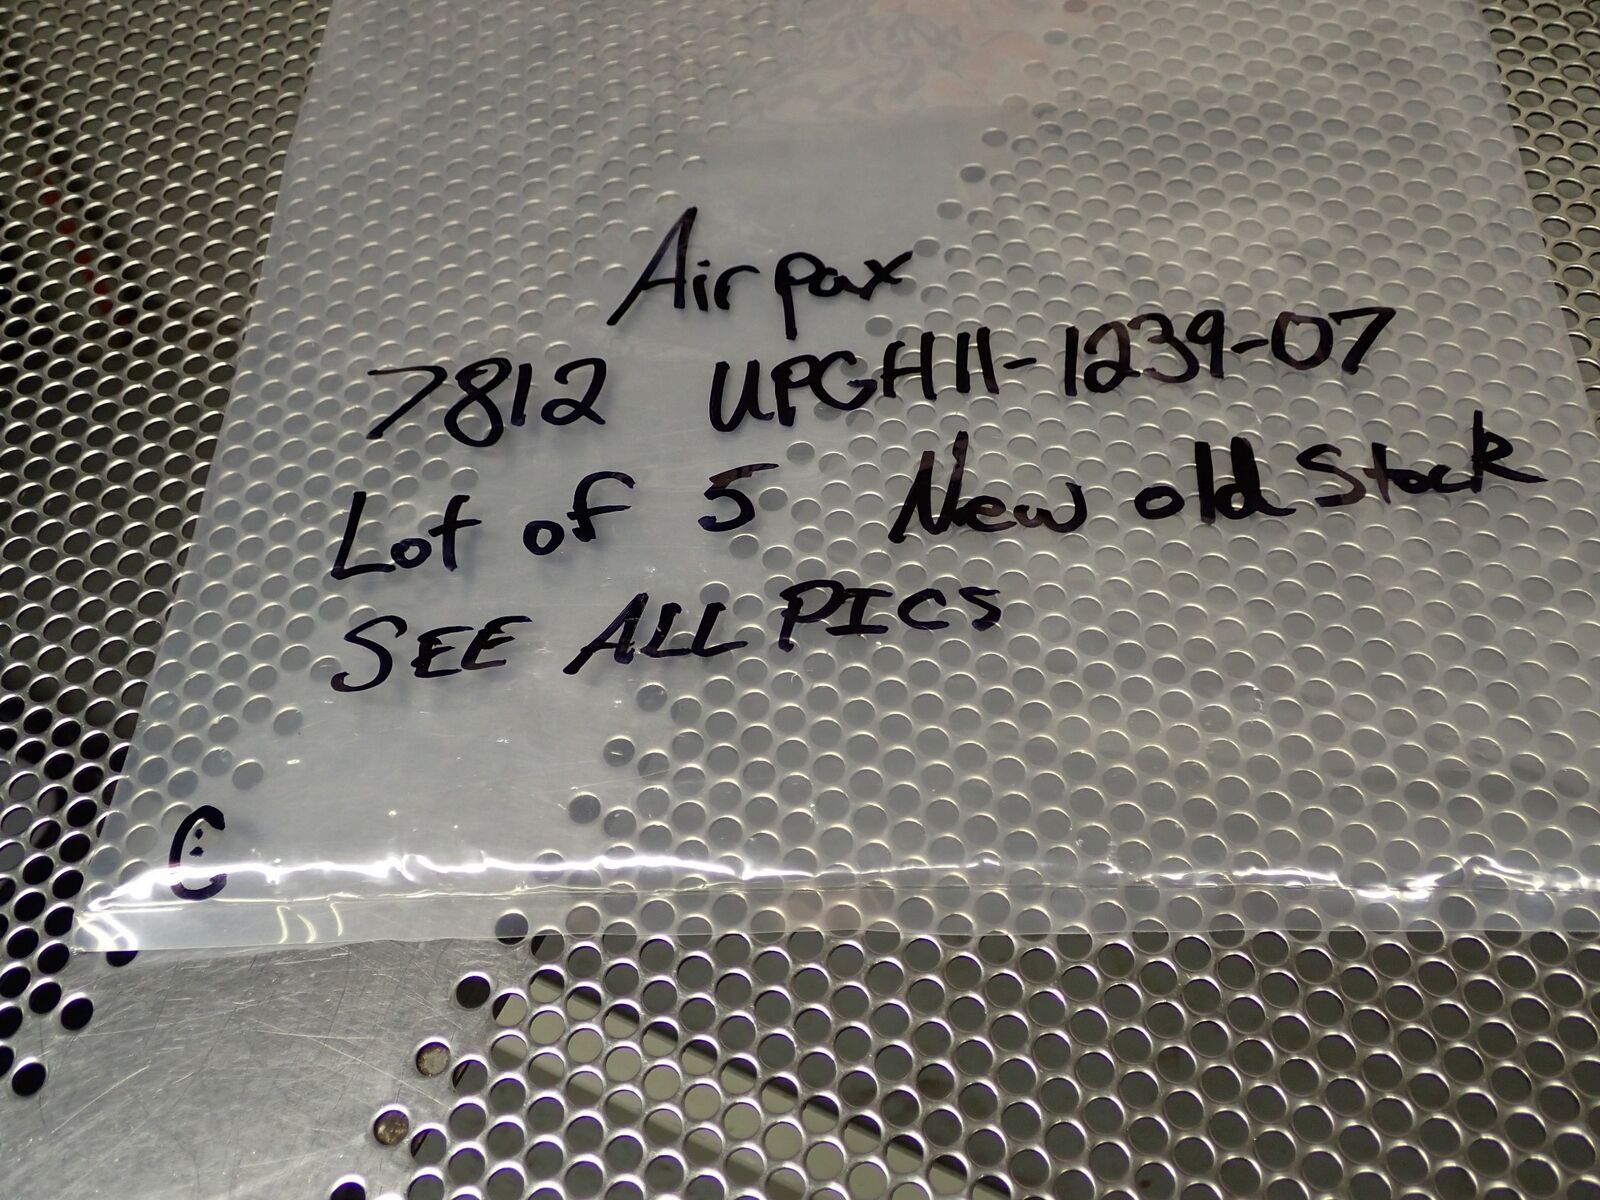 Airpax
7812 UPGH11-1239-07
Lot of 5 New old Stock
SEE ALL PICS
C: